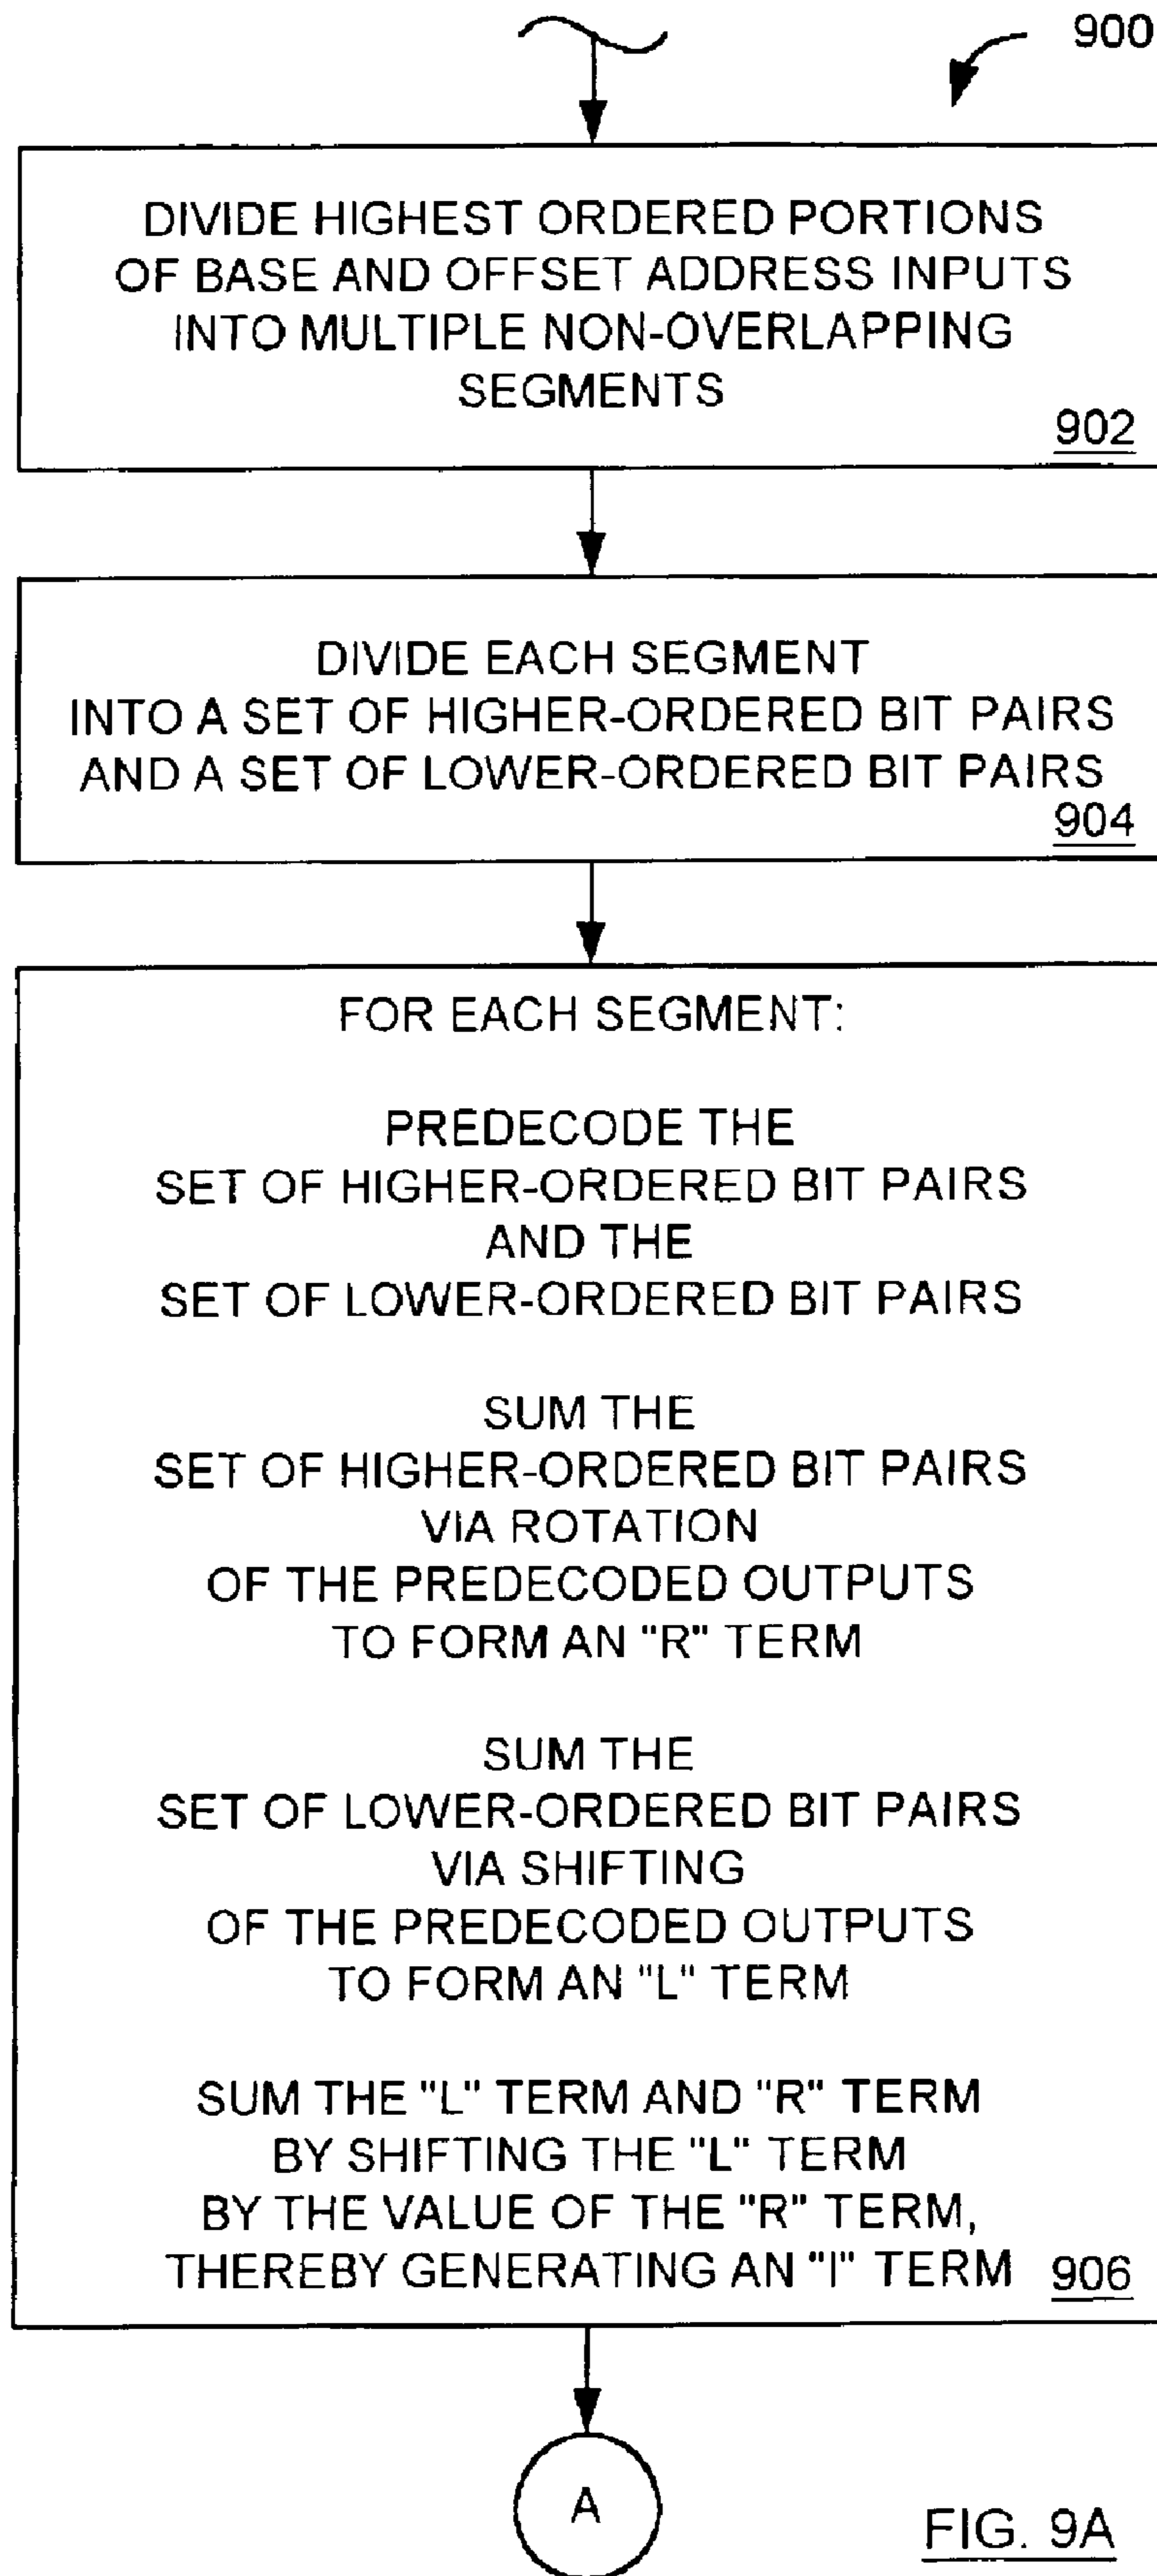 900
DIVIDE HIGHEST ORDERED PORTIONS
OF BASE AND OFFSET ADDRESS INPUTS
INTO MULTIPLE NON-OVERLAPPING
SEGMENTS
902
DIVIDE EACH SEGMENT
INTO A SET OF HIGHER-ORDERED BIT PAIRS
AND A SET OF LOWER-ORDERED BIT PAIRS
904
FOR EACH SEGMENT:
PREDECODE THE
SET OF HIGHER-ORDERED BIT PAIRS
AND THE
SET OF LOWER-ORDERED BIT PAIRS
SUM THE
SET OF HIGHER-ORDERED BIT PAIRS
VIA ROTATION
OF THE PREDECODED OUTPUTS
TO FORM AN "R" TERM
SUM THE
SET OF LOWER-ORDERED BIT PAIRS
VIA SHIFTING
OF THE PREDECODED OUTPUTS
TO FORM AN "L" TERM
SUM THE "L" TERM AND "R" TERM
BY SHIFTING THE "L" TERM
BY THE VALUE OF THE "R" TERM,
THEREBY GENERATING AN "I" TERM
906
A
FIG. 9A